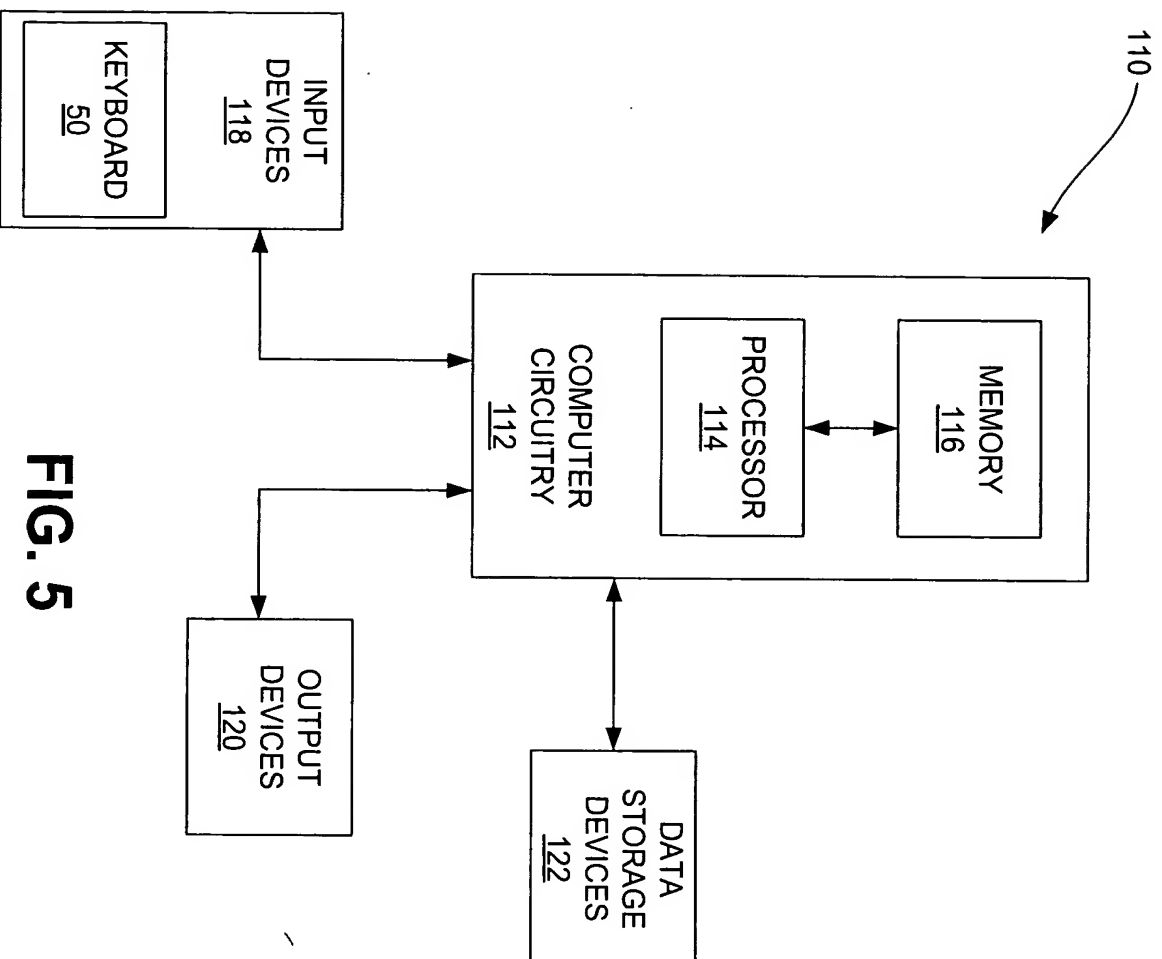 110
MEMORY
116
PROCESSOR
114
COMPUTER
CIRCUITRY
112
DATA
STORAGE
DEVICES
122
INPUT
DEVICES
118
KEYBOARD
50
OUTPUT
DEVICES
120
FIG. 5